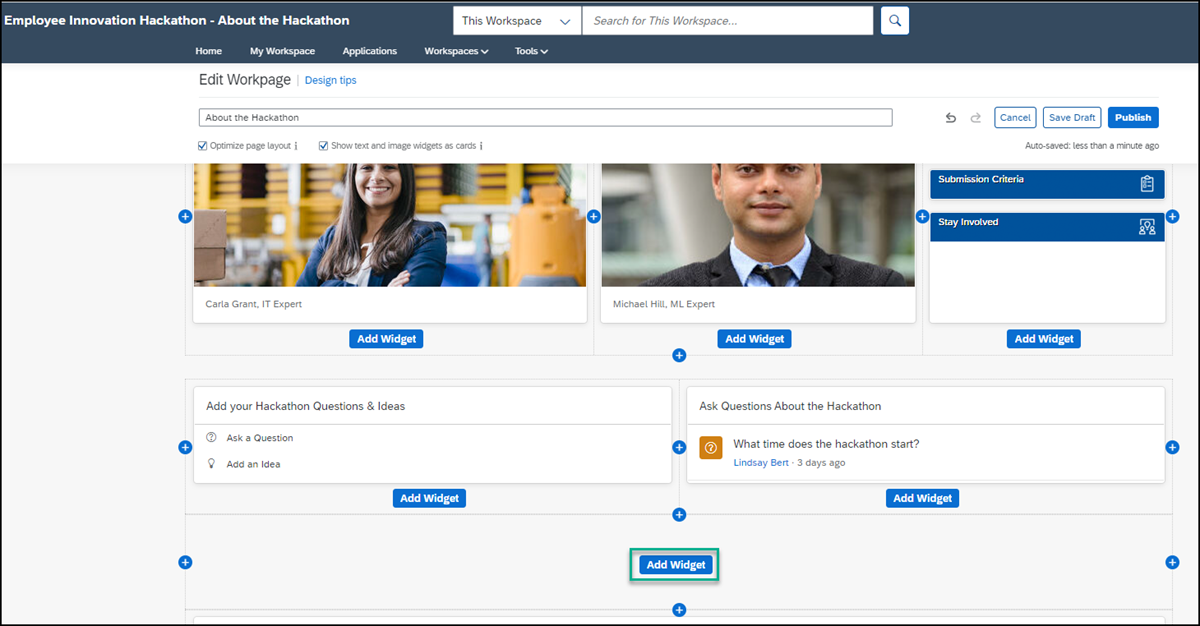 Employee Innovation Hackathon - About the Hackathon
This Workspace
Search for This Workspace...
Home
My Workspace
Applications
Workspaces
Tools
Edit Workpage | Design tips
About the Hackathon
Cancel
Save Draft
Publish
Optimize page layout
Show text and image widgets as cards
Auto-saved: less than a minute ago
Submission Criteria
Stay Involved
Carla Grant, IT Expert
Michael Hill, ML Expert
Add Widget
Add Widget
Add Widget
Add your Hackathon Questions & Ideas
Ask a Question
Add an Idea
Ask Questions About the Hackathon
What time does the hackathon start?
Lindsay Bert · 3 days ago
Add Widget
Add Widget
Add Widget